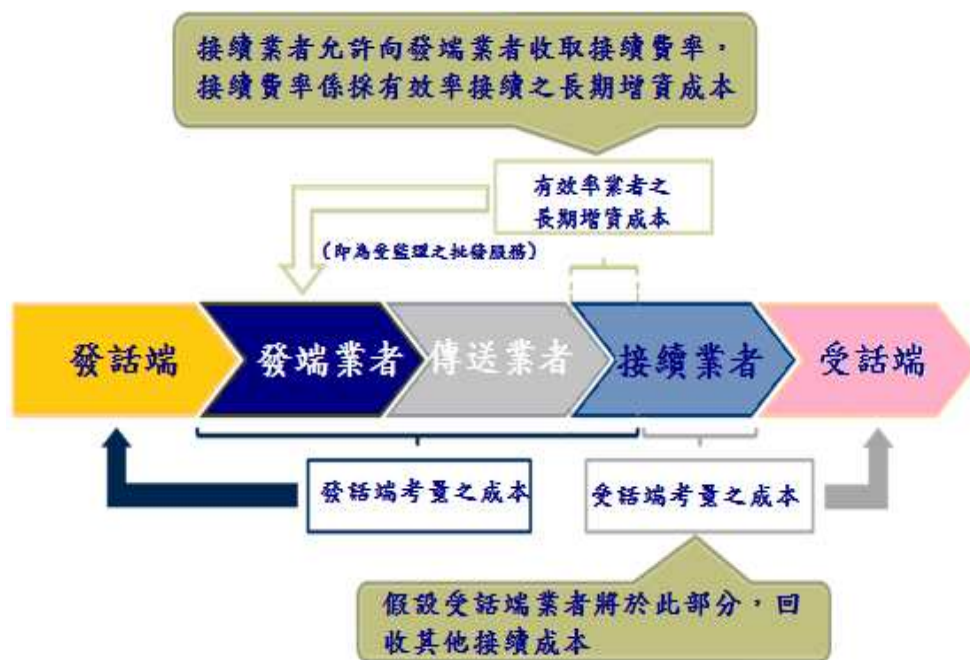 接續業者允許向發端業者收取接續費率，
接續費率係採有效率接續之長期增資成本
有效率業者之
長期增資成本
(即為受監理之批發服務)
發話端
發端業者
傳送業者
接續業者
受話端
發話端考量之成本
受話端考量之成本
假設受話端業者將於此部分，回
收其他接續成本